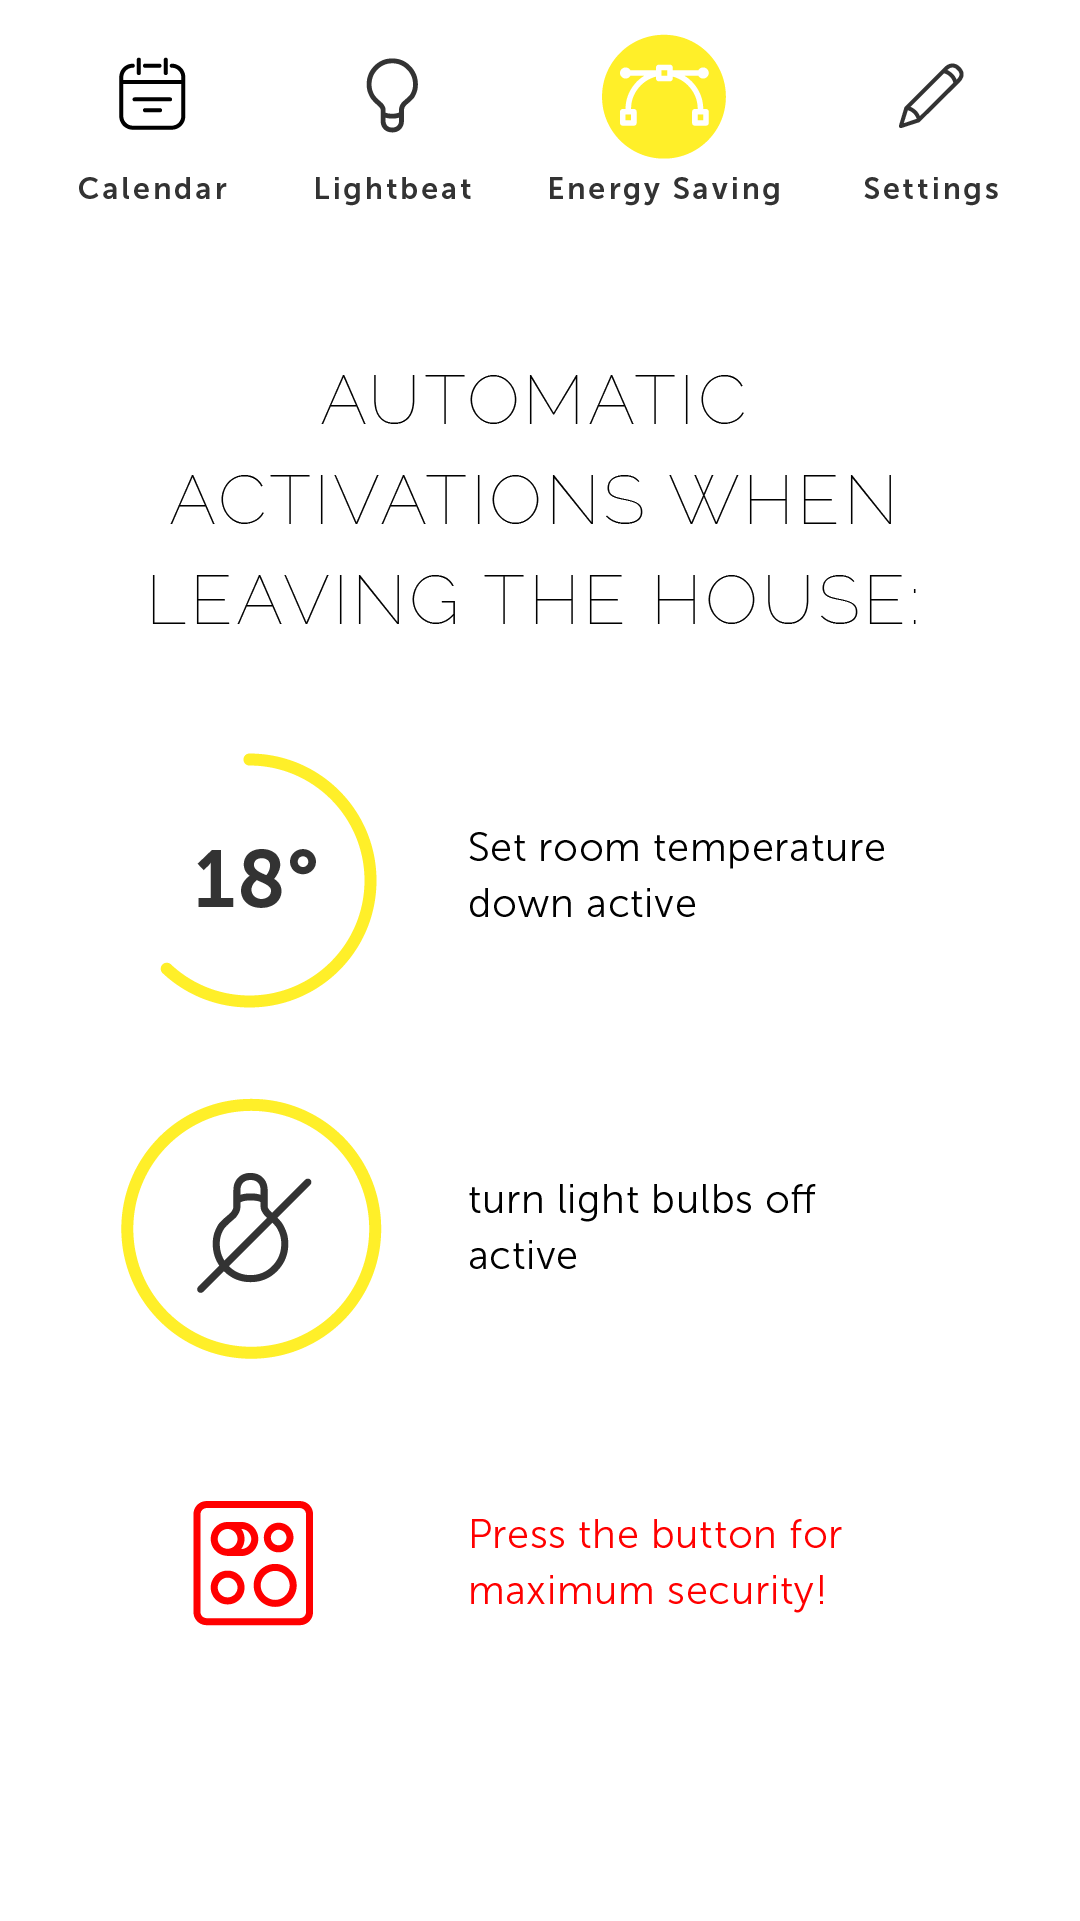 Calendar
Lightbeat
Energy Saving
Settings
AUTOMATIC
ACTIVATIONS WHEN
LEAVING THE HOUSE:
18°
Set room temperature
down active
turn light bulbs off
active
Press the button for
maximum security!